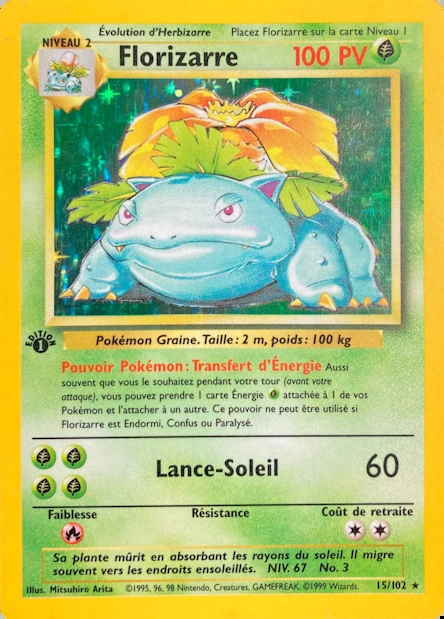 NIVEAU 2
Évolution d'Herbizarre Placez Florizarre sur la carte Niveau 1
Florizarre 100 PV
EDITION 1
Pokémon Graine. Taille : 2 m, poids : 100 kg
Pouvoir Pokémon : Transfert d'Énergie Aussi
souvent que vous le souhaitez pendant votre tour (avant votre
attaque), vous pouvez prendre 1 carte Énergie attachée à 1 de vos
Pokémon et l'attacher à un autre. Ce pouvoir ne peut être utilisé si
Florizarre est Endormi, Confus ou Paralysé.
Lance-Soleil 60
Faiblesse Résistance Coût de retraite
Sa plante mûrit en absorbant les rayons du soleil. Il migre
souvent vers les endroits ensoleillés. NIV. 67 No. 3
Illus. Mitsuhiro Arita ©1995, 96, 98 Nintendo, Creatures, GAMEFREAK. ©1999 Wizards. 15/102 ★